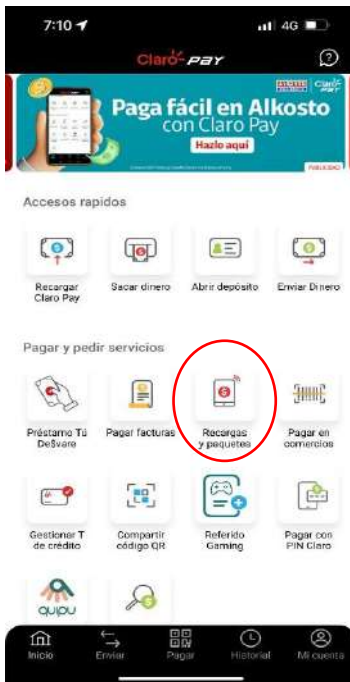 7:10
4G
Claro- pay
Paga fácil en Alkosto
con Claro Pay
Hazlo aquí
PUBLICIDAD
Accesos rapidos
Recargar
Claro Pay
Sacar dinero
Abrir depósito
Enviar Dinero
Pagar y pedir servicios
Préstamo Tú
De$vare
Pagar facturas
Recargas
y paquetes
Pagar en
comercios
Gestionar T
de crédito
Compartir
código QR
Referido
Gaming
Pagar con
PIN Claro
quipu
Inicio
Enviar
Pagar
Historial
Mi cuenta